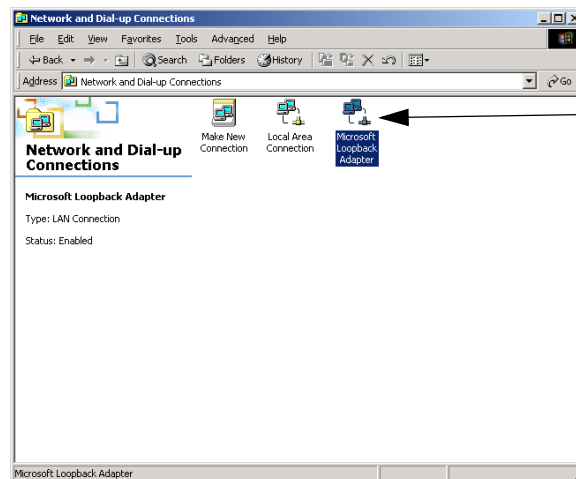 Network and Dial-up Connections
File Edit View Favorites Tools Advanced Help
Back Search Folders History
Address Network and Dial-up Connections Go
Network and Dial-up
Connections
Microsoft Loopback Adapter
Type: LAN Connection
Status: Enabled
Make New
Connection
Local Area
Connection
Microsoft
Loopback
Adapter
Microsoft Loopback Adapter